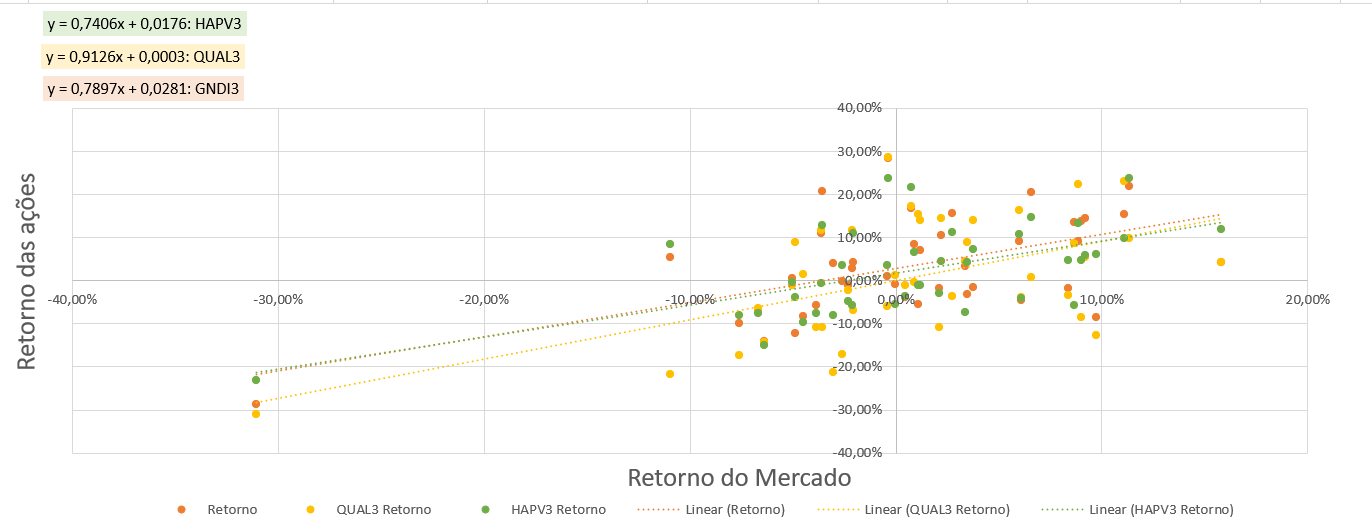 y = 0,7406x + 0,0176: HAPV3
y = 0,9126x + 0,0003: QUAL3
y = 0,7897x + 0,0281: GNDI3
40,00%
30,00%
20,00%
10,00%
0,00%
-40,00% -30,00% -20,00% -10,00% 0,00% 10,00% 20,00%
-10,00%
-20,00%
-30,00%
-40,00%
Retorno das ações
Retorno do Mercado
Retorno QUAL3 Retorno HAPV3 Retorno Linear (Retorno) Linear (QUAL3 Retorno) Linear (HAPV3 Retorno)